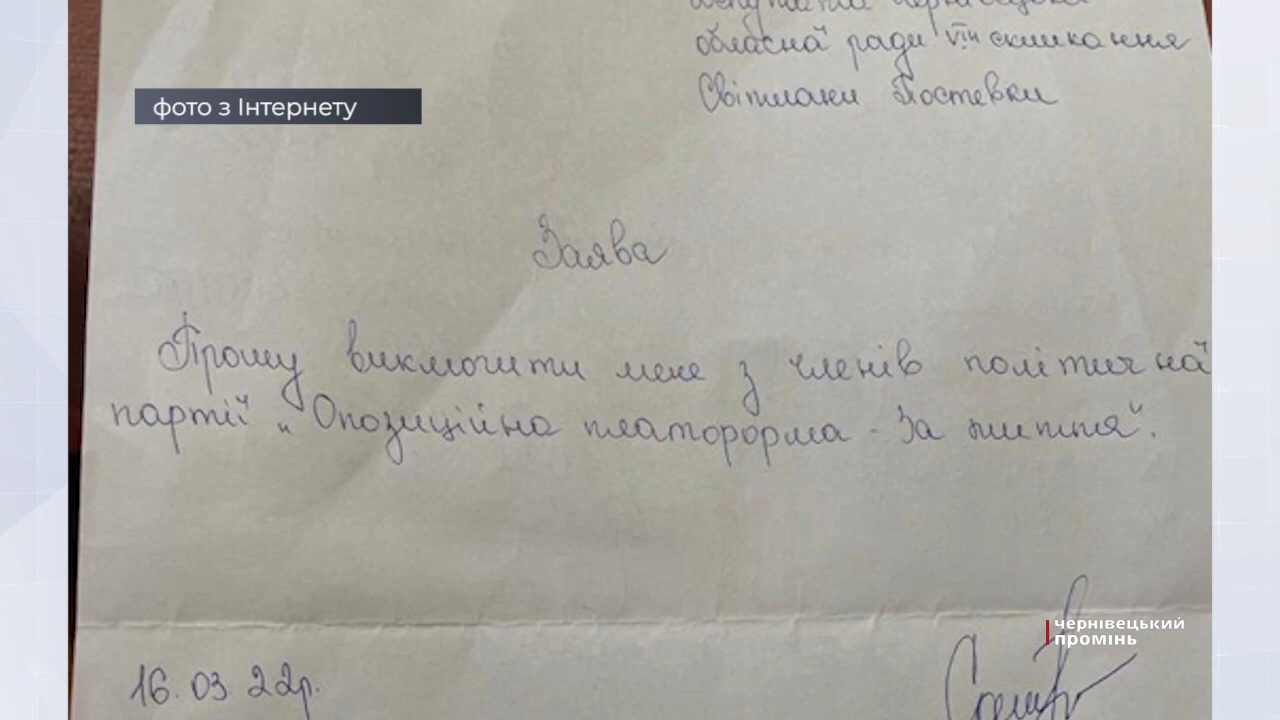 обласної ради VIII скликання
Світлани Постевки
фото з Інтернету
Заява
Прошу виключити мене з членів політичної
партії „Опозиційна платформа - За життя".
чернівецький
промінь
16.03.22р.